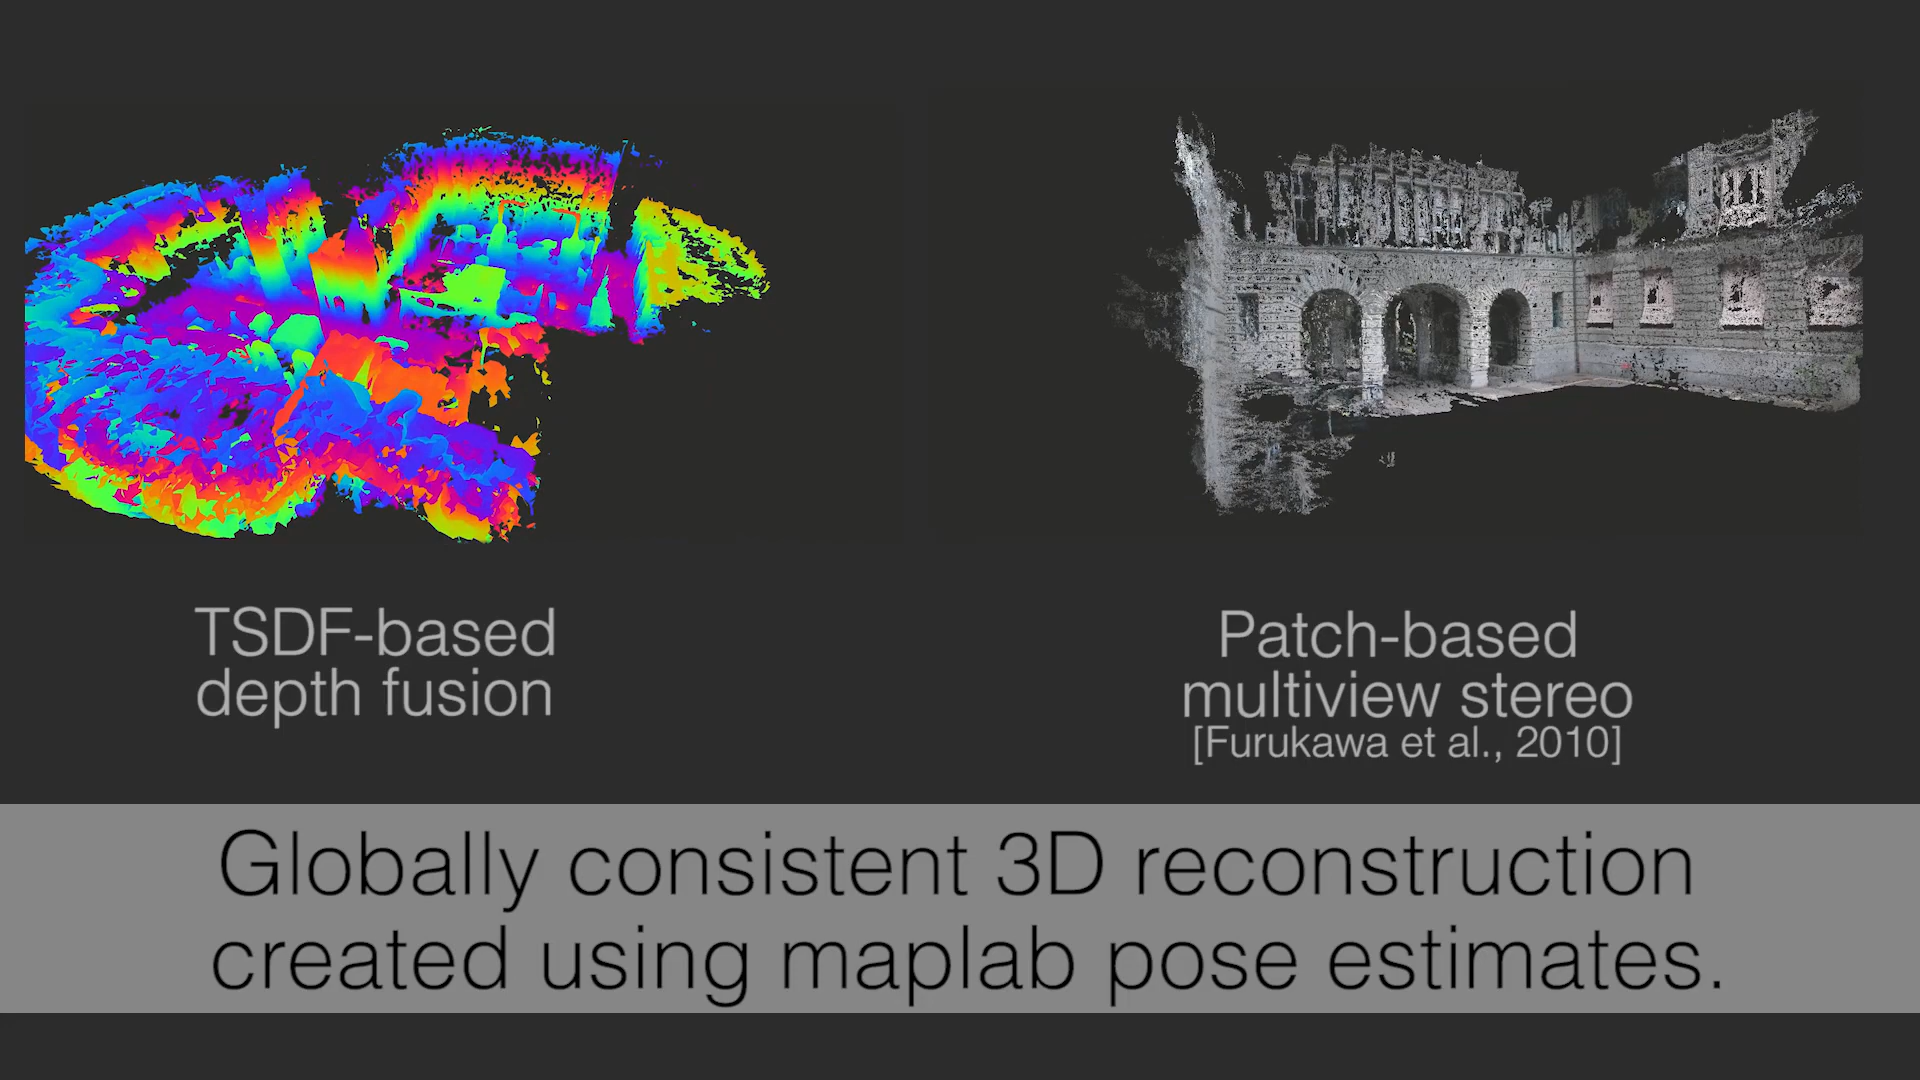 TSDF-based
depth fusion
Patch-based
multiview stereo
[Furukawa et al., 2010]
Globally consistent 3D reconstruction
created using maplab pose estimates.